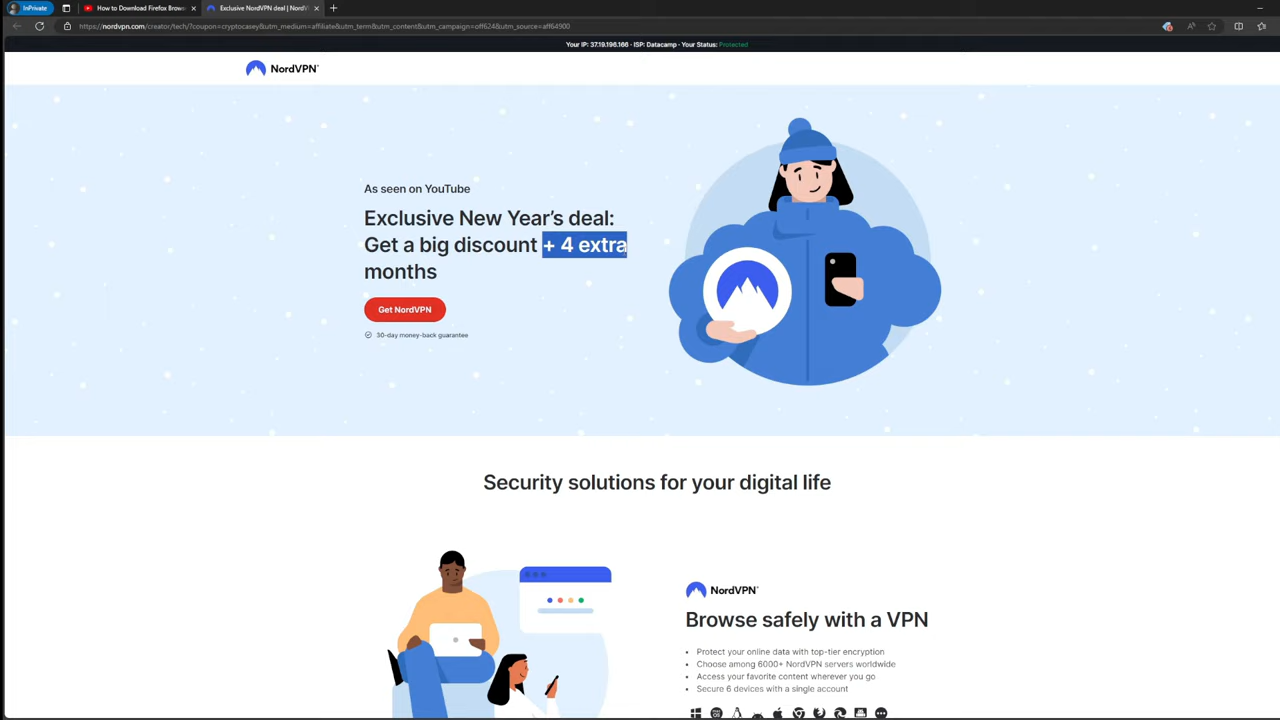 InPrivate
How to Download Firefox Brows
Exclusive NordVPN deal | NordV
https://nordvpn.com/creator/tech/?coupon=cryptocasey&utm_medium=affiliate&utm_term&utm_content&utm_campaign=off624&utm_source=aff64900
Your IP: 37.19.198.166 · ISP: Datacamp · Your Status: Protected
NordVPN®
As seen on YouTube
Exclusive New Year’s deal:
Get a big discount + 4 extra
months
Get NordVPN
30-day money-back guarantee
Security solutions for your digital life
NordVPN®
Browse safely with a VPN
• Protect your online data with top-tier encryption
• Choose among 6000+ NordVPN servers worldwide
• Access your favorite content wherever you go
• Secure 6 devices with a single account